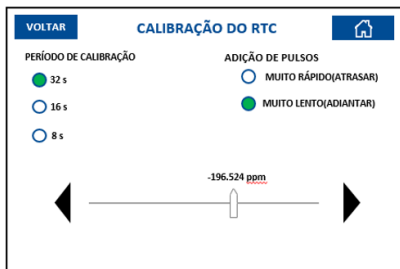 VOLTAR
CALIBRAÇÃO DO RTC
PERÍODO DE CALIBRAÇÃO
32 s
16 s
8 s
ADIÇÃO DE PULSOS
MUITO RÁPIDO(ATRASAR)
MUITO LENTO(ADIANTAR)
-196.524 ppm